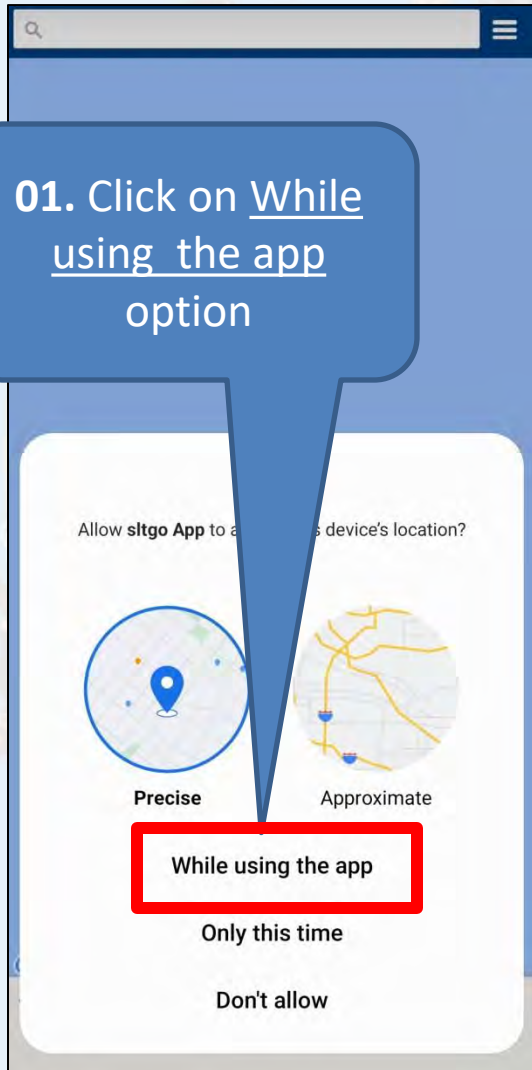 01. Click on While
using the app
option
Allow sltgo App to a s device's location?
Precise
Approximate
While using the app
Only this time
Don't allow